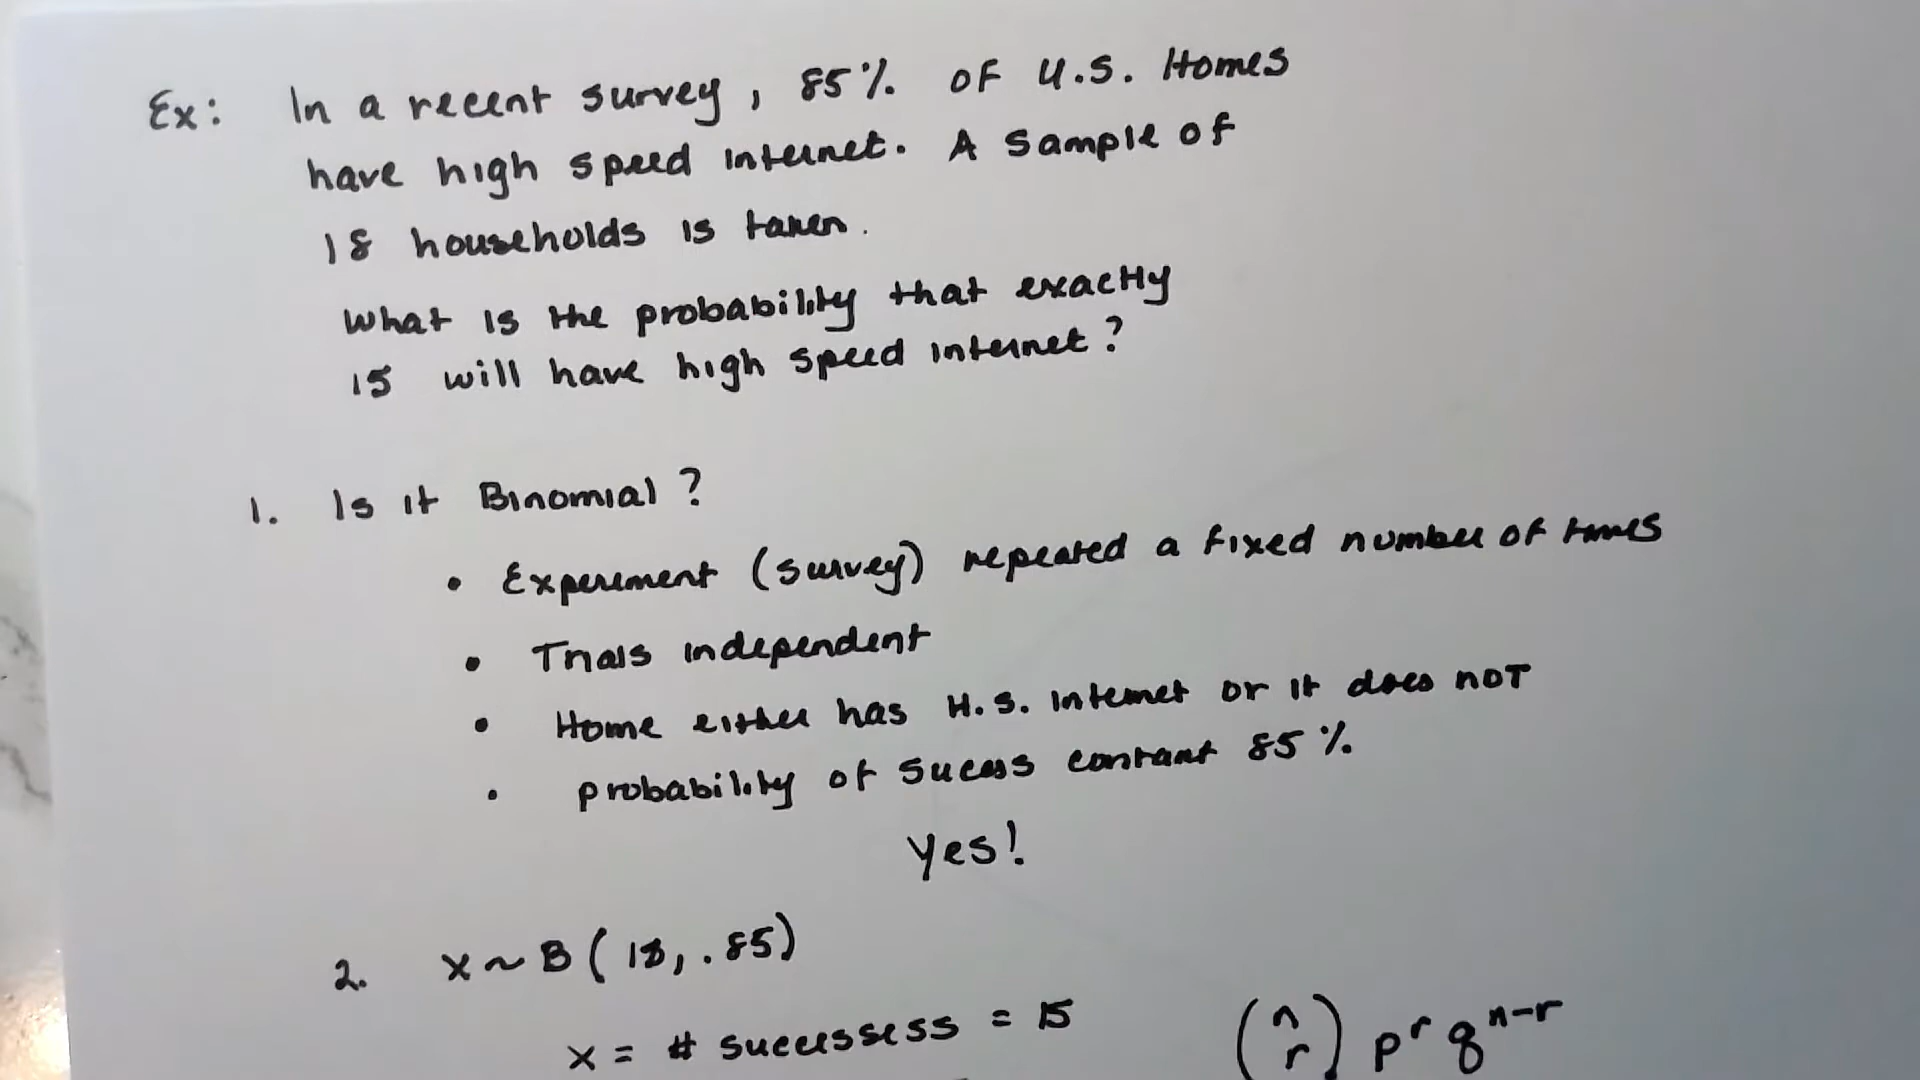 Ex: In a recent survey, 85% of U.S. Homes
have high speed internet. A sample of
18 households is taken.
What is the probability that exactly
15 will have high speed internet?
1. Is it Binomial?
• Experement (survey) repeated a fixed number of times
• Trials independent
• Home either has H.S. internet or it does not
• probability of sucess contant 85%
Yes!
2. x ~ B(18, .85)
x = # successess = 15
(n r) p^r q^n-r